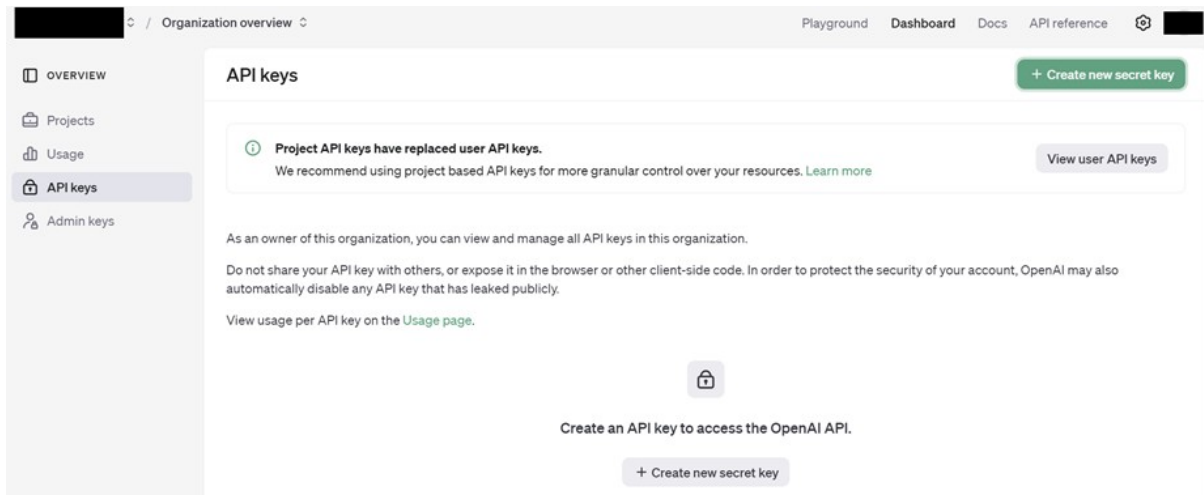 / Organization overview
Playground Dashboard Docs API reference
OVERVIEW
Projects
Usage
API keys
Admin keys
API keys
+ Create new secret key
Project API keys have replaced user API keys.
We recommend using project based API keys for more granular control over your resources. Learn more
View user API keys
As an owner of this organization, you can view and manage all API keys in this organization.
Do not share your API key with others, or expose it in the browser or other client-side code. In order to protect the security of your account, OpenAI may also
automatically disable any API key that has leaked publicly.
View usage per API key on the Usage page.
Create an API key to access the OpenAI API.
+ Create new secret key